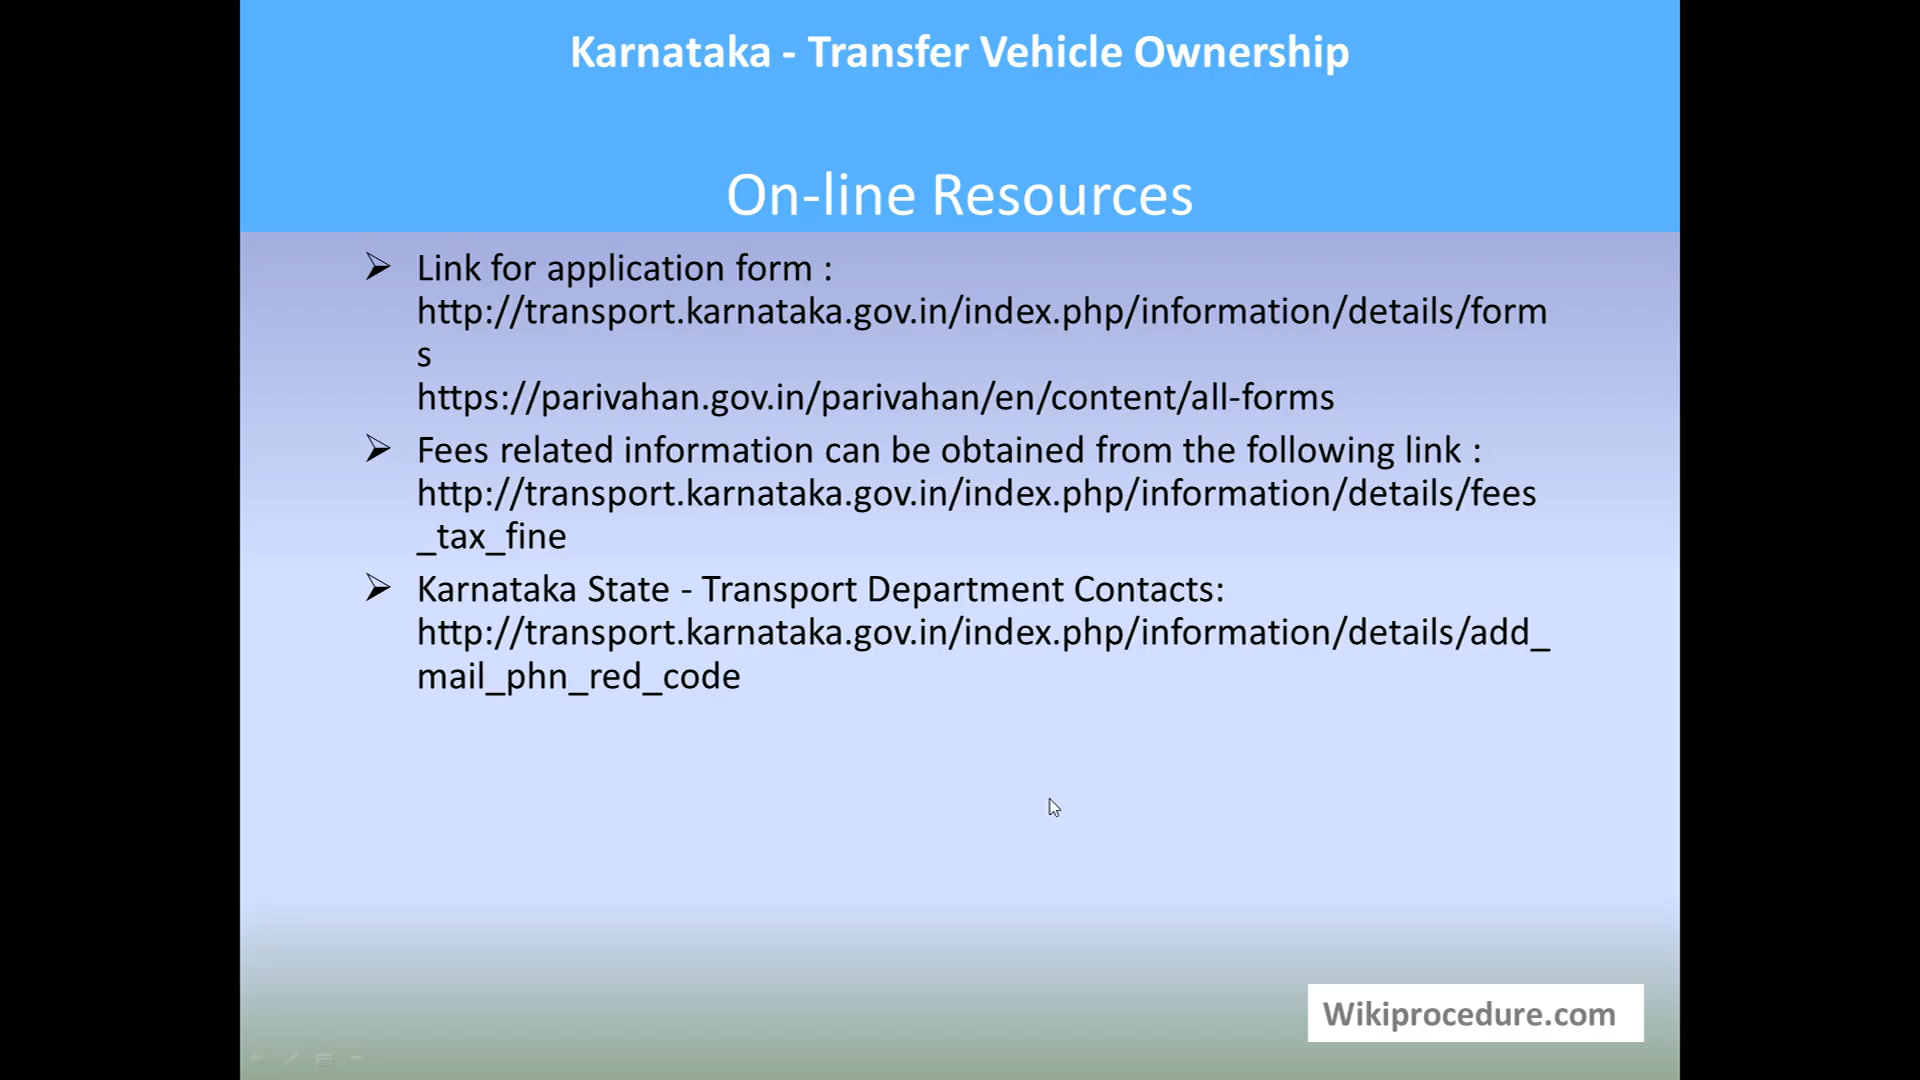 Karnataka - Transfer Vehicle Ownership
On-line Resources
Link for application form :
http://transport.karnataka.gov.in/index.php/information/details/form
s
https://parivahan.gov.in/parivahan/en/content/all-forms
Fees related information can be obtained from the following link :
http://transport.karnataka.gov.in/index.php/information/details/fees
_tax_fine
Karnataka State - Transport Department Contacts:
http://transport.karnataka.gov.in/index.php/information/details/add_
mail_phn_red_code
Wikiprocedure.com